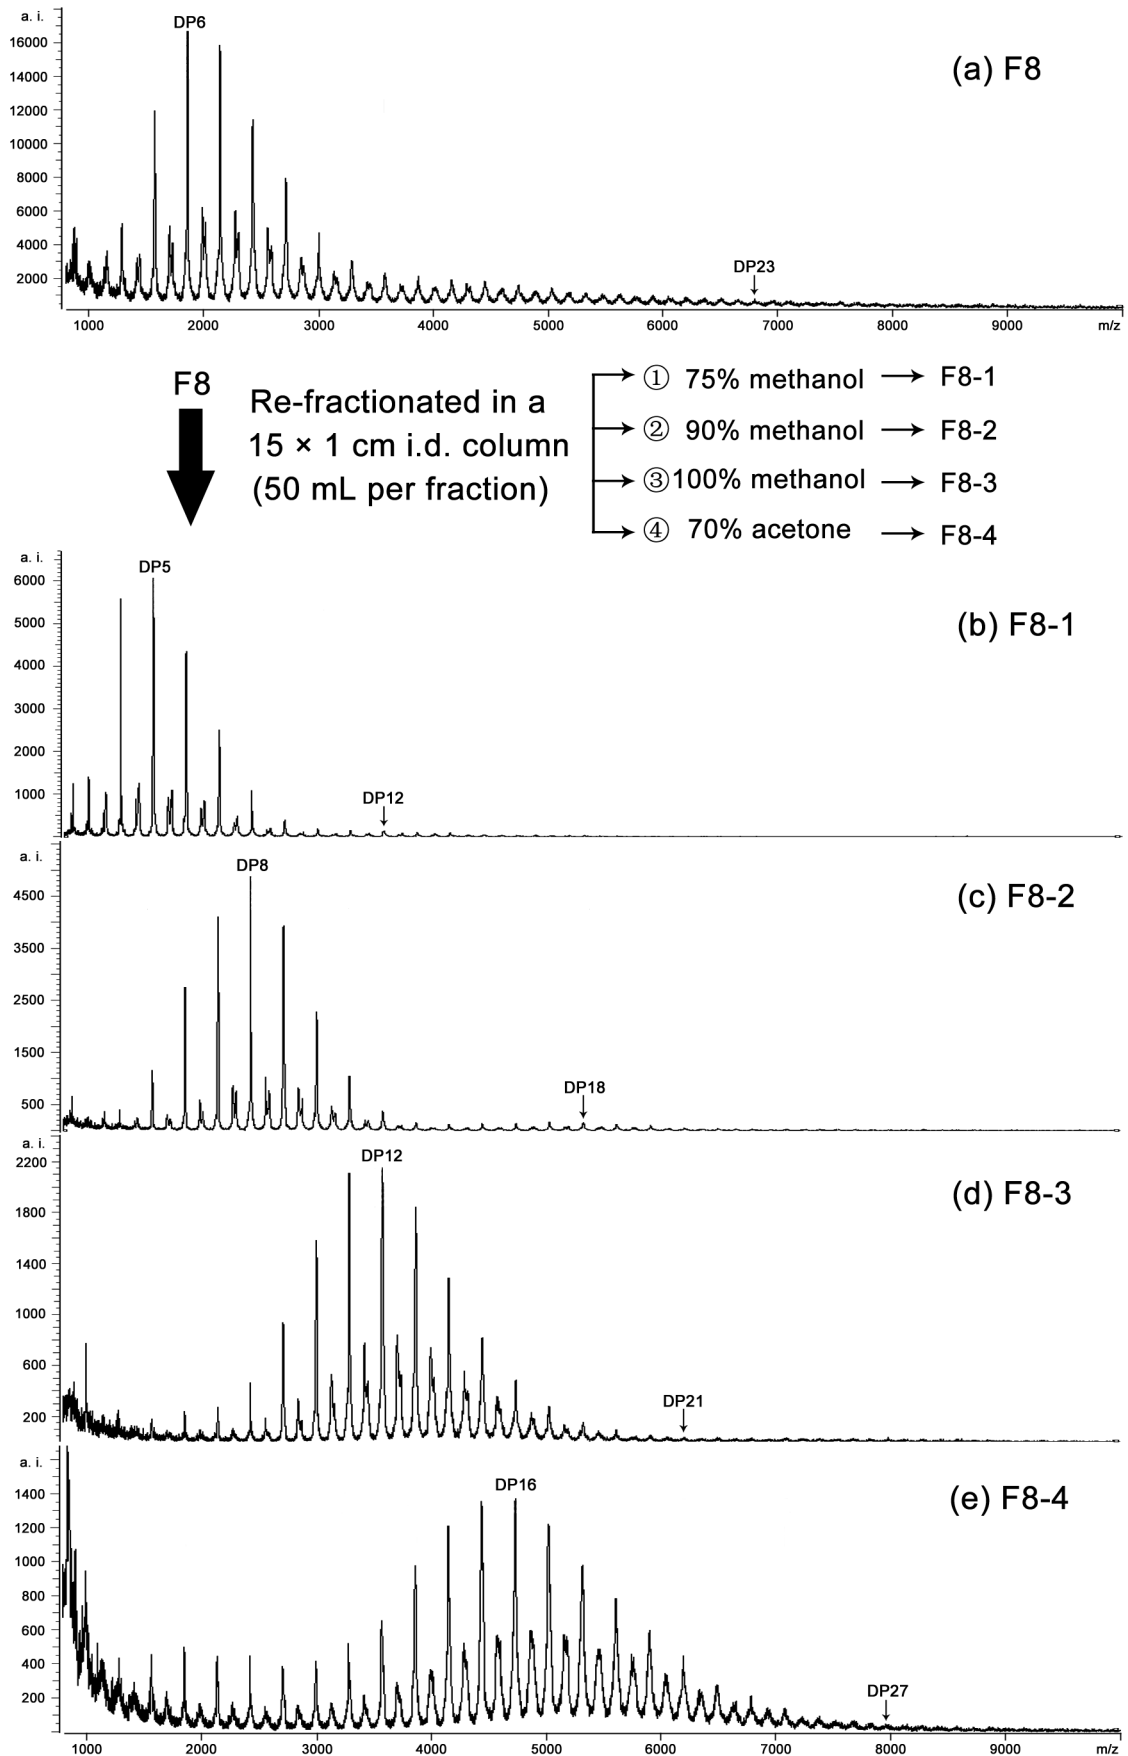 a. i.
DP6
16000
(a) F8
14000
12000
10000
8000
6000
4000
DP23
2000
1000 2000 3000 4000 5000 6000 7000 8000 9000 m/z
F8
Re-fractionated in a
15 × 1 cm i.d. column
(50 mL per fraction)
① 75% methanol → F8-1
② 90% methanol → F8-2
③ 100% methanol → F8-3
④ 70% acetone → F8-4
a. i.
DP5
6000
(b) F8-1
5000
4000
3000
2000
1000
DP12
a. i.
DP8
4500
(c) F8-2
3500
2500
1500
DP18
500
a. i.
DP12
2200
(d) F8-3
1800
1400
1000
600
DP21
200
a. i.
DP16
1400
(e) F8-4
1200
1000
800
600
400
DP27
200
1000 2000 3000 4000 5000 6000 7000 8000 9000